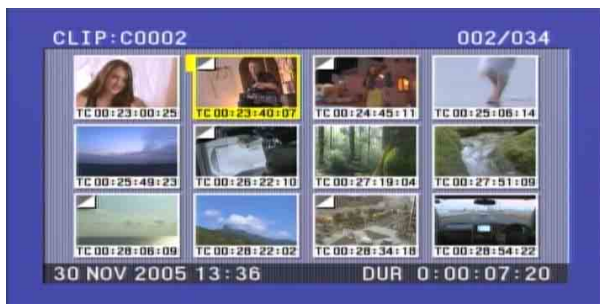 CLIP:C0002 002/034
TC 00:23:00:25 TC 00:23:40:07 TC 00:24:45:11 TC 00:25:06:14
TC 00:25:49:23 TC 00:26:22:10 TC 00:27:19:04 TC 00:27:51:09
TC 00:28:06:09 TC 00:28:22:02 TC 00:28:34:18 TC 00:28:54:22
30 NOV 2005 13:36 DUR 0:00:07:20